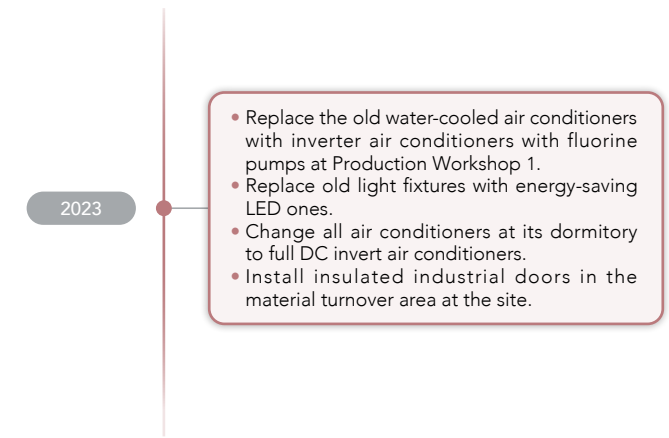 2023
• Replace the old water-cooled air conditioners
with inverter air conditioners with fluorine
pumps at Production Workshop 1.
• Replace old light fixtures with energy-saving
LED ones.
• Change all air conditioners at its dormitory
to full DC invert air conditioners.
• Install insulated industrial doors in the
material turnover area at the site.